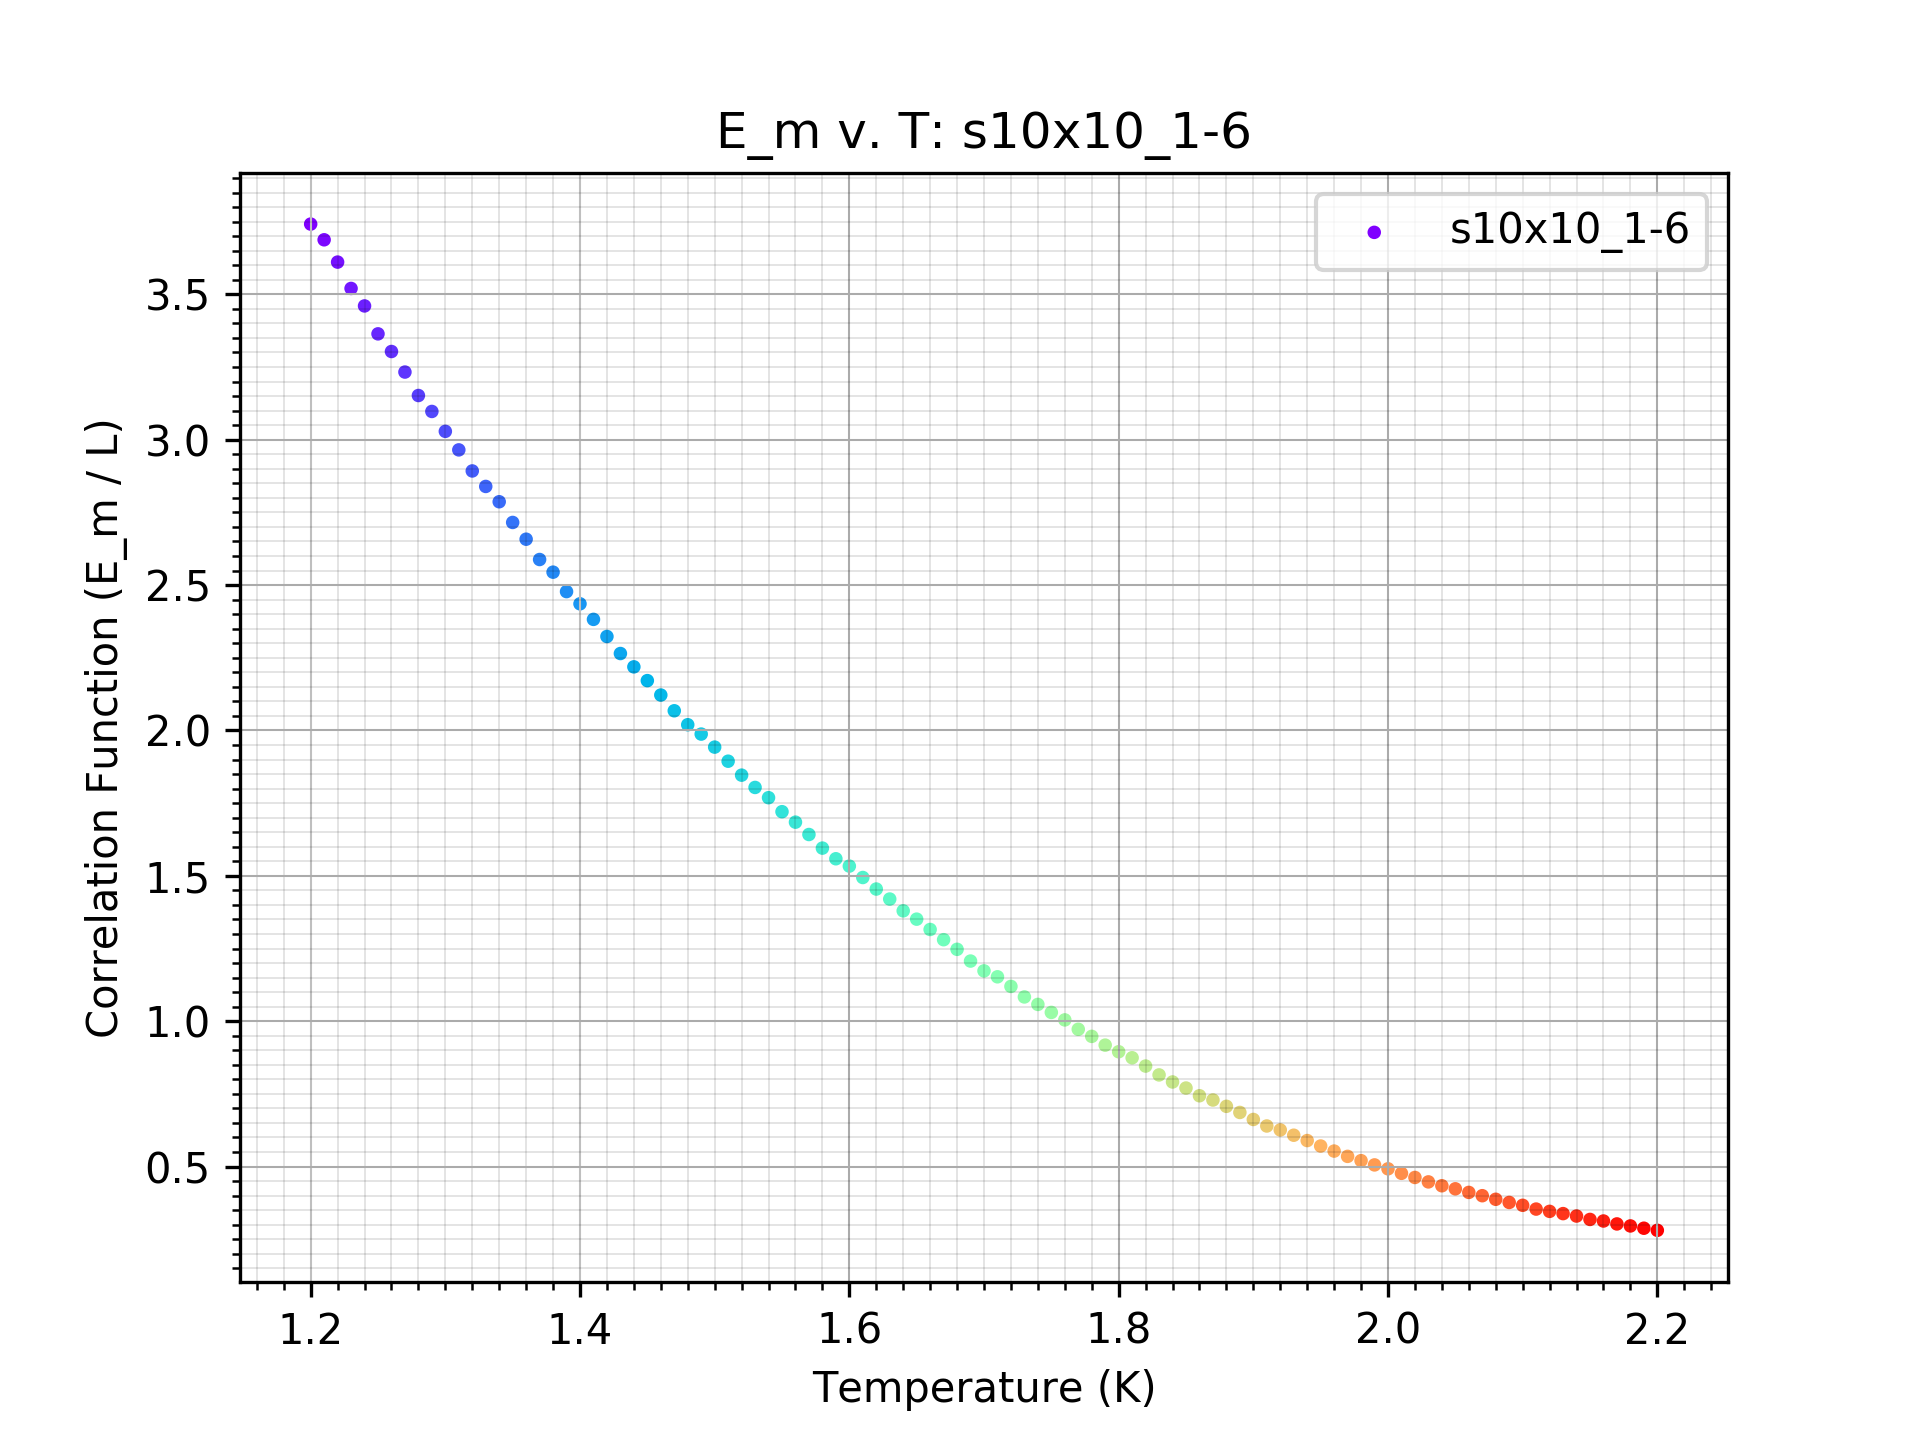 E_m v. T: s10x10_1-6
s10x10_1-6
Correlation Function (E_m / L)
3.5
3.0
2.5
2.0
1.5
1.0
0.5
1.2 1.4 1.6 1.8 2.0 2.2
Temperature (K)